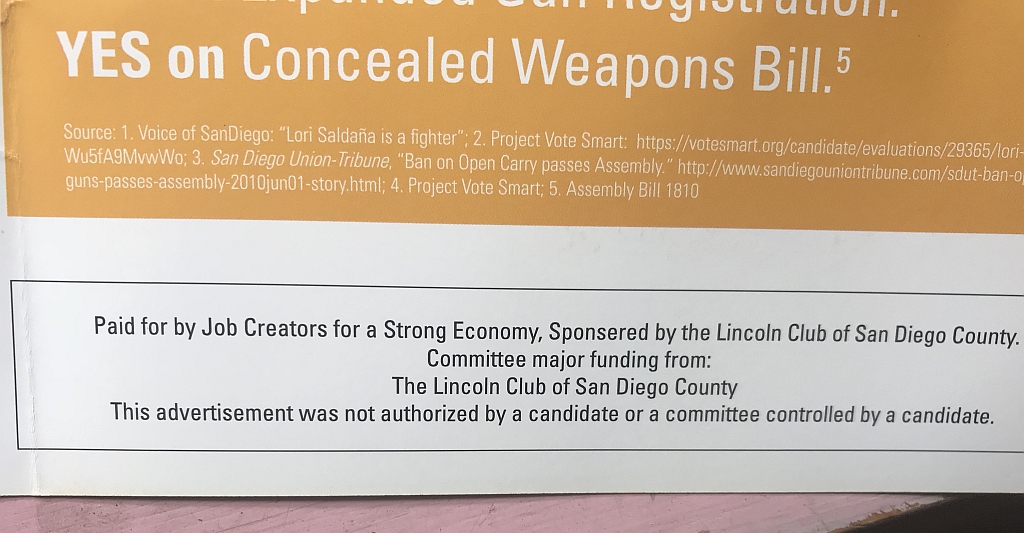 Expanded Gun Registration.
YES on Concealed Weapons Bill.5
Source: 1. Voice of SanDiego: “Lori Saldaña is a fighter”; 2. Project Vote Smart: https://votesmart.org/candidate/evaluations/29365/lori-
Wu5fA9MvwWo; 3. San Diego Union-Tribune, “Ban on Open Carry passes Assembly.” http://www.sandiegouniontribune.com/sdut-ban-o
guns-passes-assembly-2010jun01-story.html; 4. Project Vote Smart; 5. Assembly Bill 1810
Paid for by Job Creators for a Strong Economy, Sponsered by the Lincoln Club of San Diego County.
Committee major funding from:
The Lincoln Club of San Diego County
This advertisement was not authorized by a candidate or a committee controlled by a candidate.